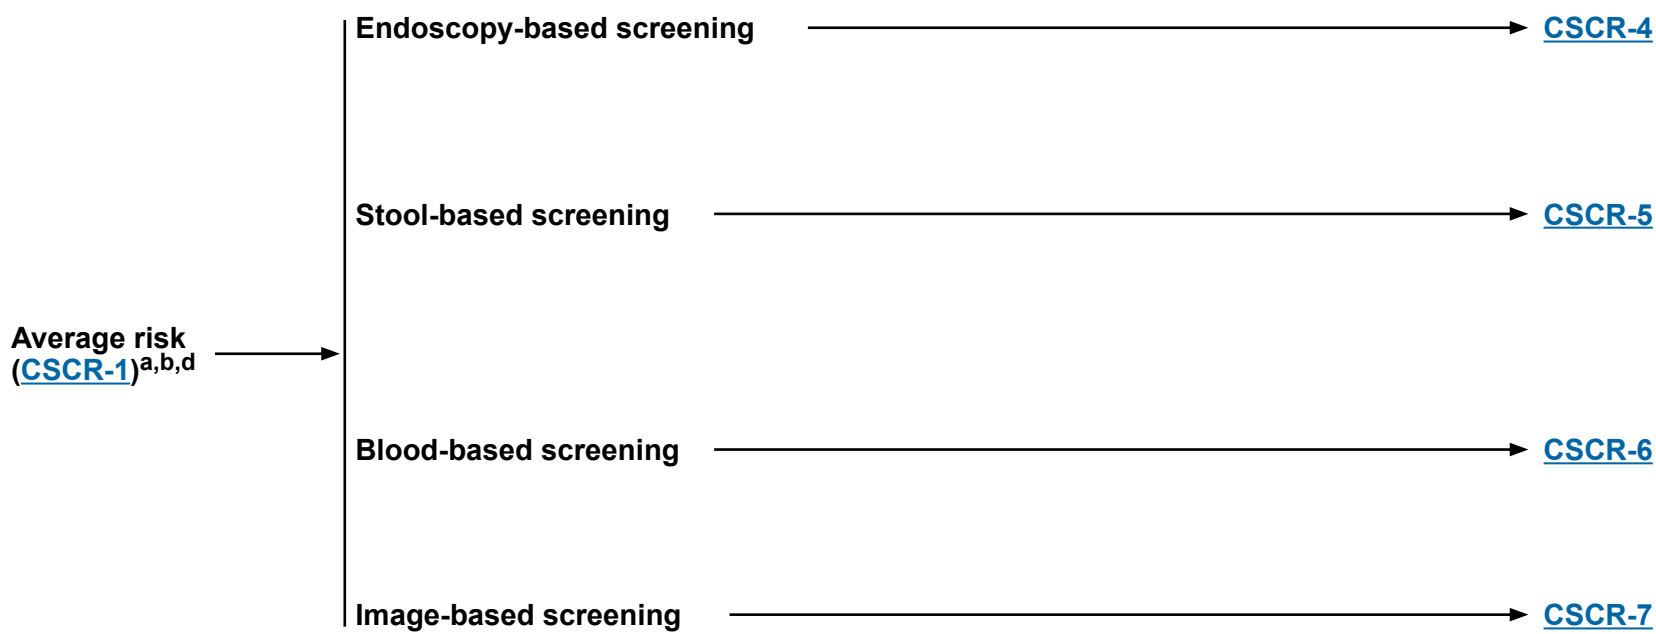 Endoscopy-based screening CSCR-4
Stool-based screening CSCR-5
Average risk
(CSCR-1)a,b,d
Blood-based screening CSCR-6
Image-based screening CSCR-7